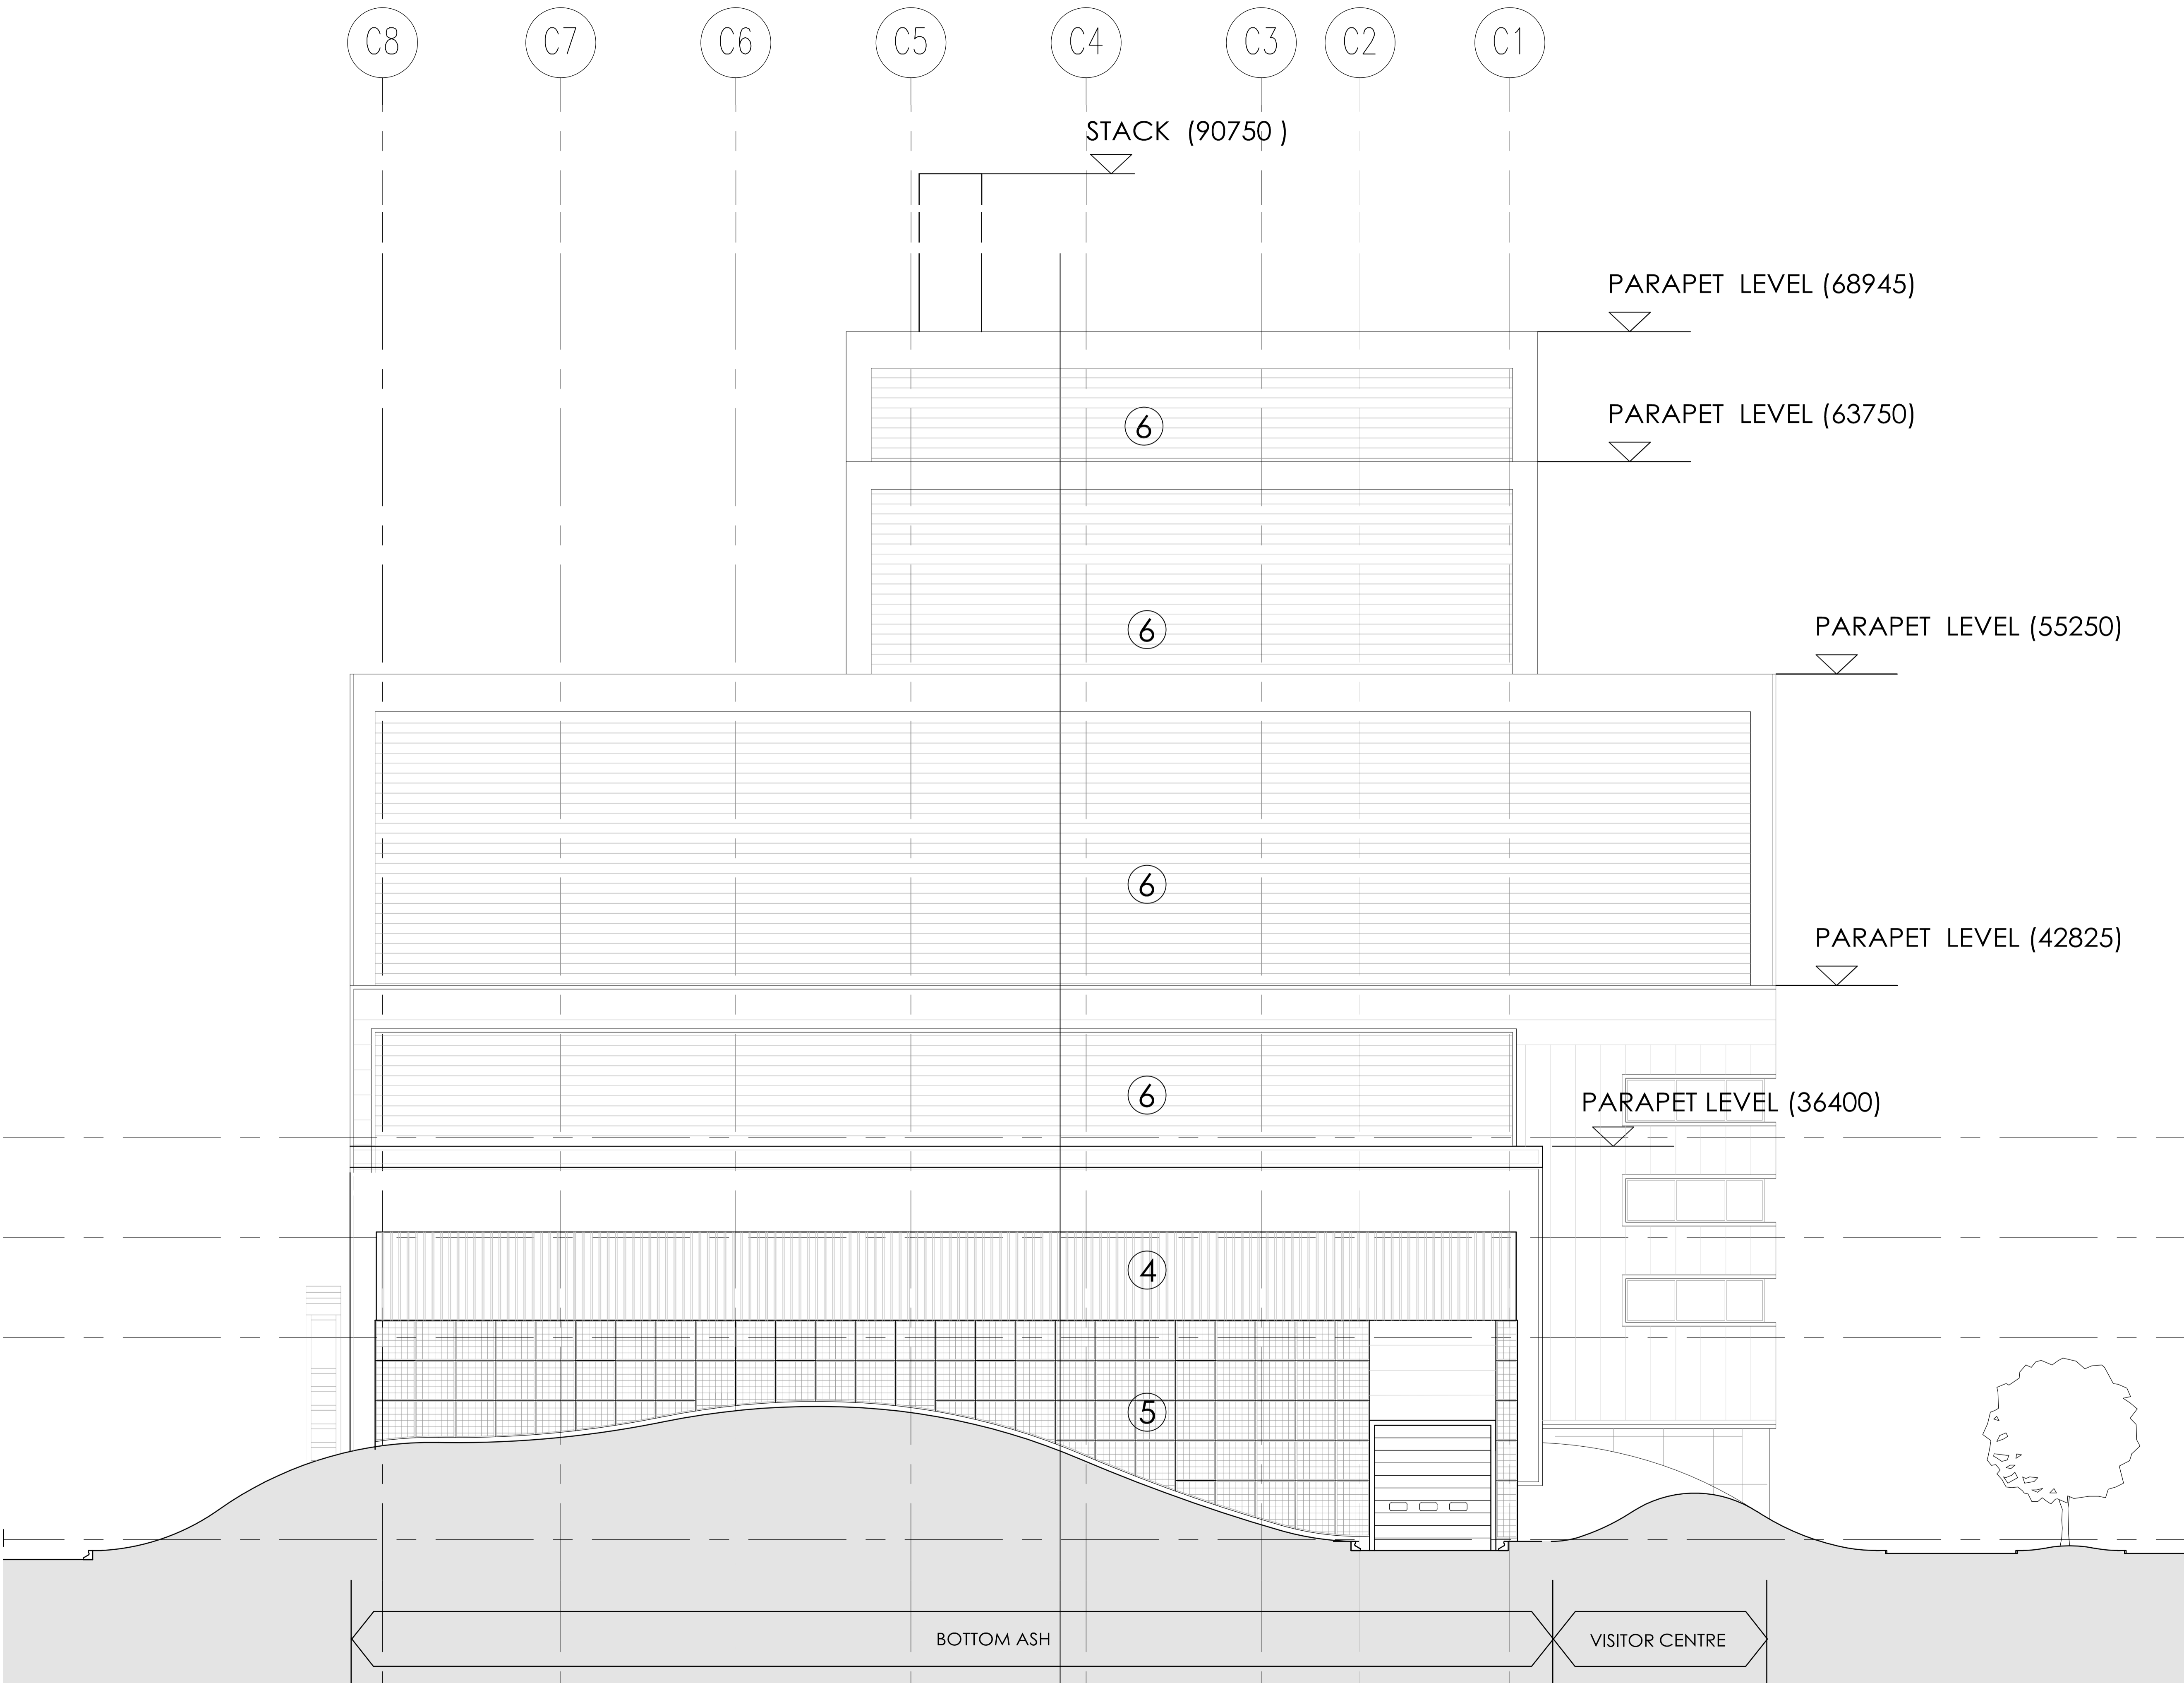 C8 C7 C6 C5 C4 C3 C2 C1
STACK (90750 )
PARAPET LEVEL (68945)
PARAPET LEVEL (63750)
6
PARAPET LEVEL (55250)
6
6
PARAPET LEVEL (42825)
6
PARAPET LEVEL (36400)
4
5
BOTTOM ASH
VISITOR CENTRE